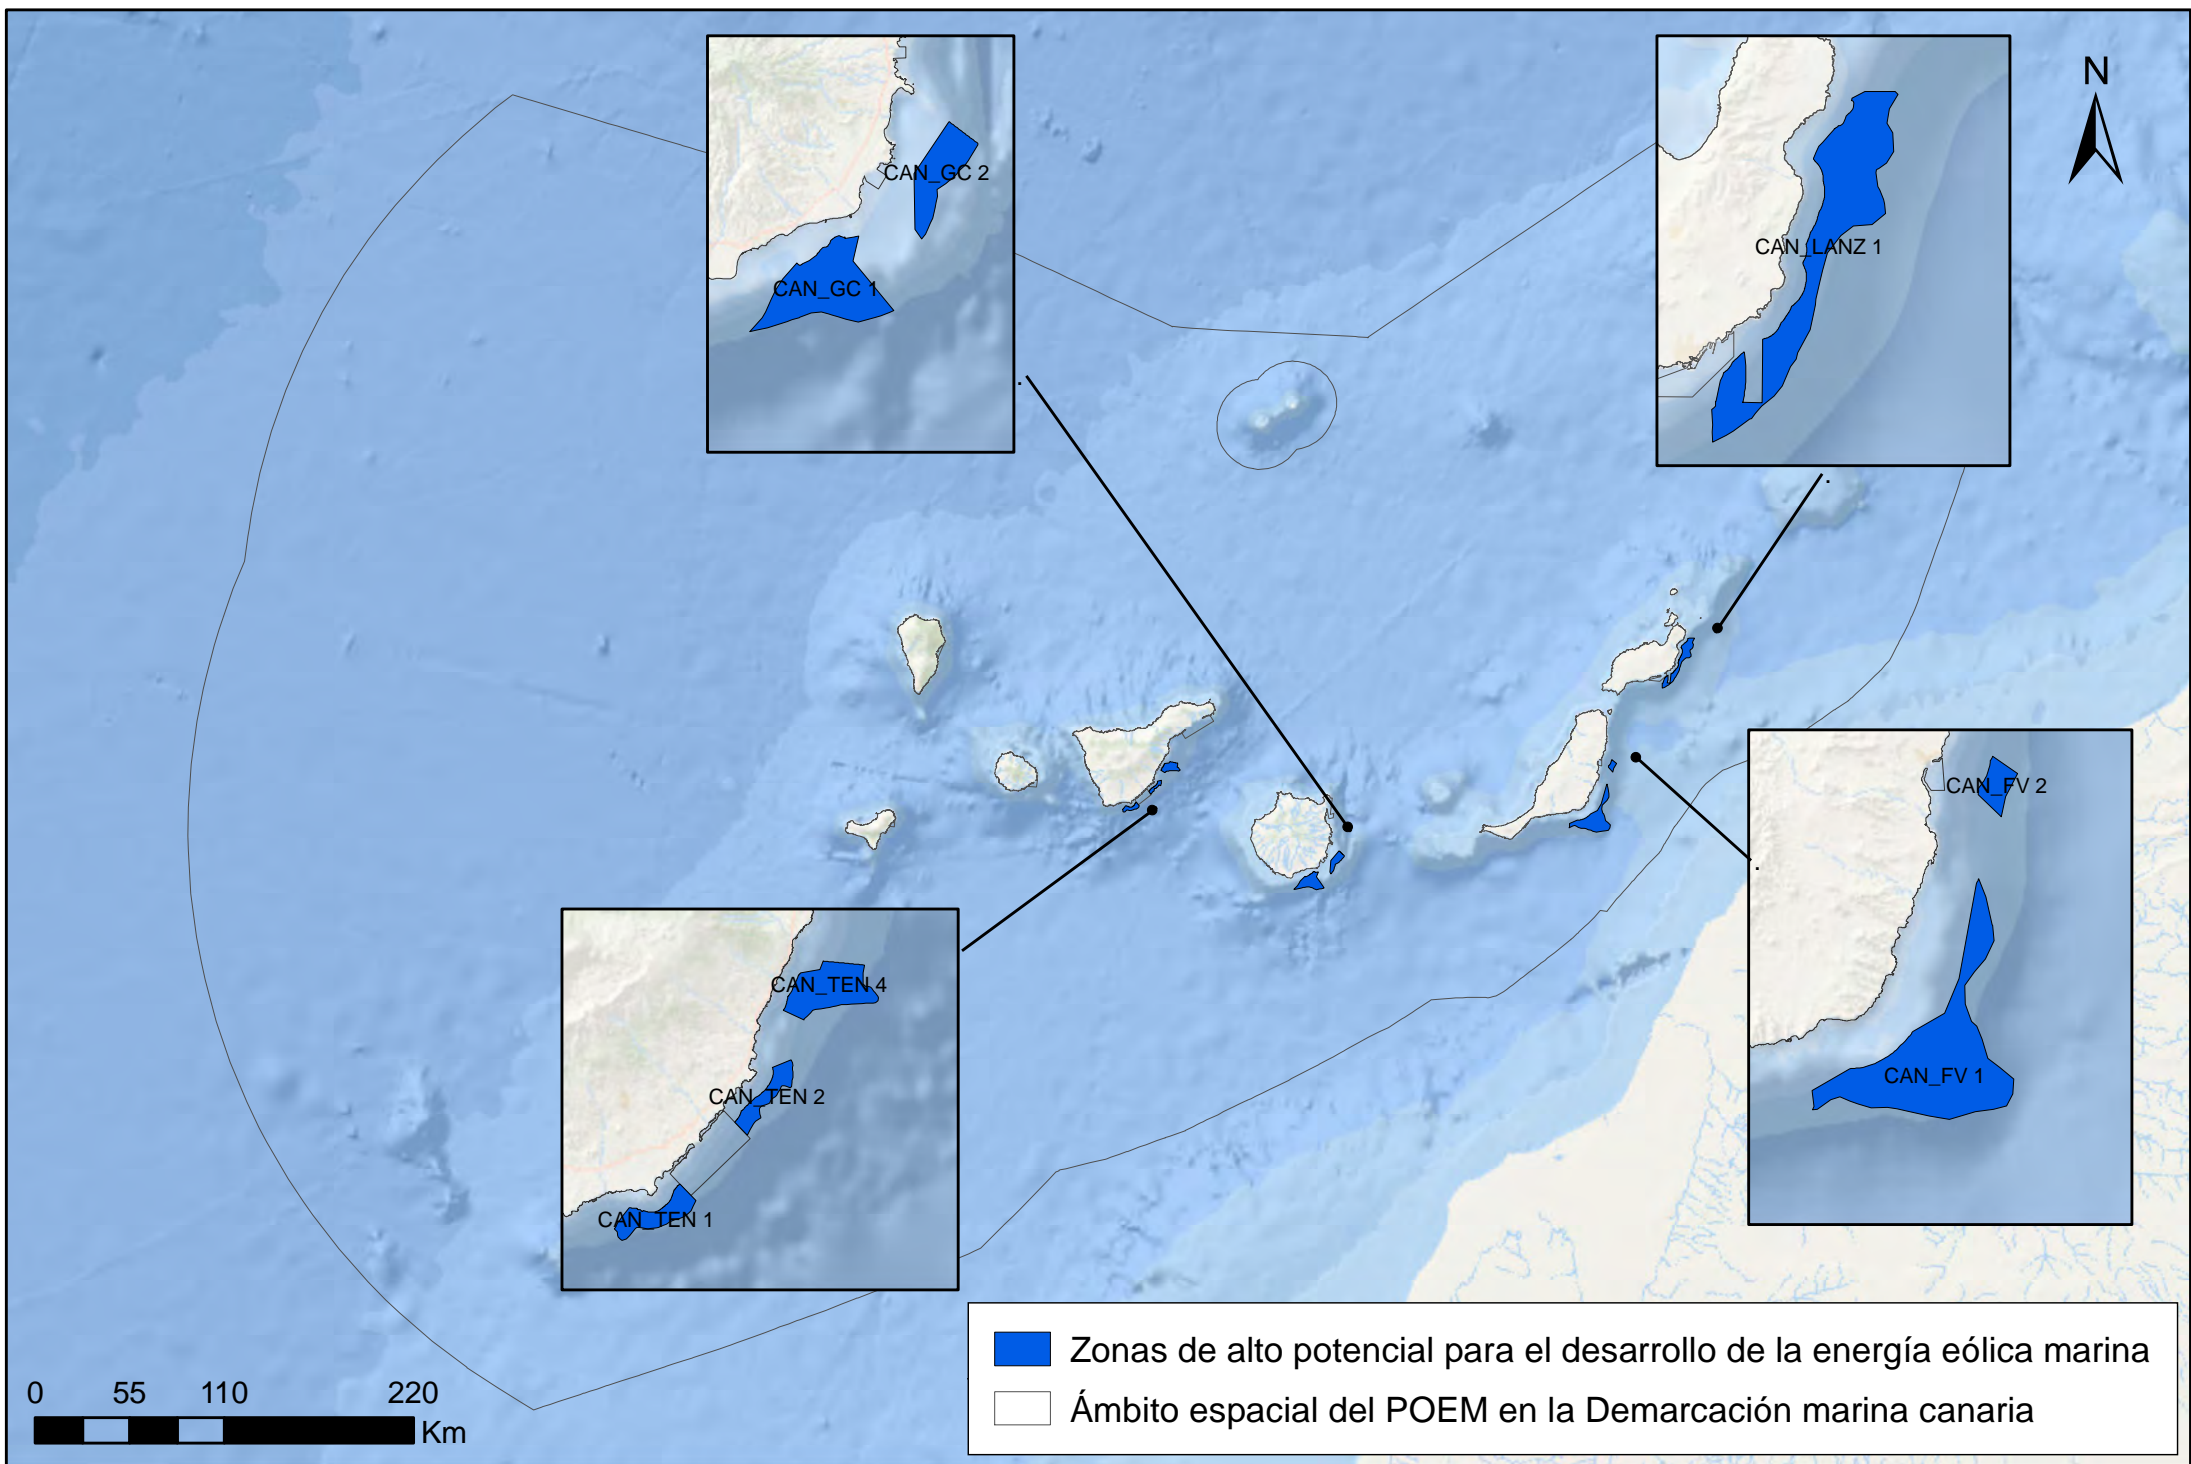 N
CAN_GC 2
CAN_GC 1
CAN_LANZ 1
CAN_FV 2
CAN_FV 1
CAN_TEN 4
CAN_TEN 2
CAN_TEN 1
Zonas de alto potencial para el desarrollo de la energía eólica marina
Ámbito espacial del POEM en la Demarcación marina canaria
0 55 110 220
Km